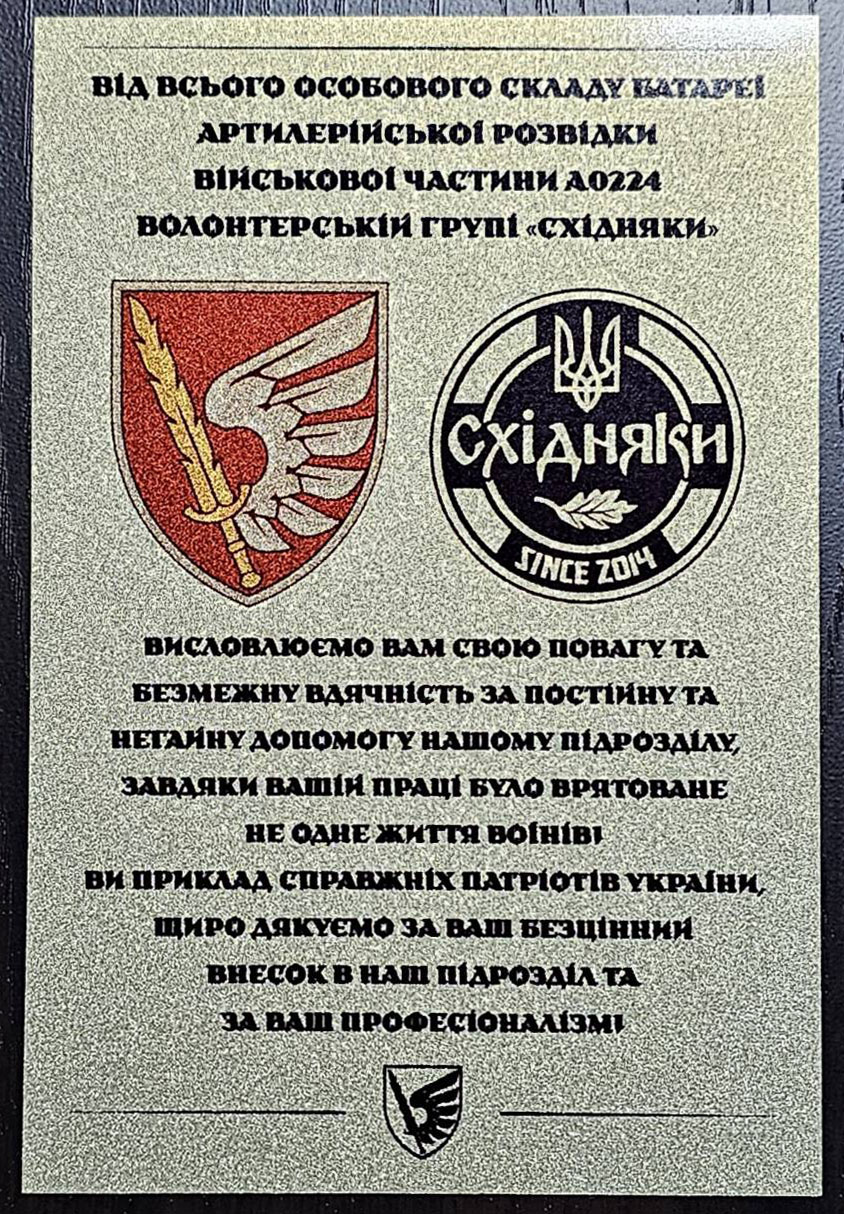 ВІД ВСЬОГО ОСОБОВОГО СКЛАДУ БАТАРЕЇ
АРТИЛЕРІЙСЬКОЇ РОЗВІДКИ
ВІЙСЬКОВОЇ ЧАСТИНИ А0224
ВОЛОНТЕРСЬКІЙ ГРУПІ «СХІДНЯКИ»
Східняки
SINCE 2014
ВИСЛОВЛЮЄМО ВАМ СВОЮ ПОВАГУ ТА
БЕЗМЕЖНУ ВДЯЧНІСТЬ ЗА ПОСТІЙНУ ТА
НЕГАЙНУ ДОПОМОГУ НАШОМУ ПІДРОЗДІЛУ,
ЗАВДЯКИ ВАШІЙ ПРАЦІ БУЛО ВРЯТОВАНЕ
НЕ ОДНЕ ЖИТТЯ ВОЇНІВ!
ВИ ПРИКЛАД СПРАВЖНІХ ПАТРІОТІВ УКРАЇНИ,
ЩИРО ДЯКУЄМО ЗА ВАШ БЕЗЦІННИЙ
ВНЕСОК В НАШ ПІДРОЗДІЛ ТА
ЗА ВАШ ПРОФЕСІОНАЛІЗМ!